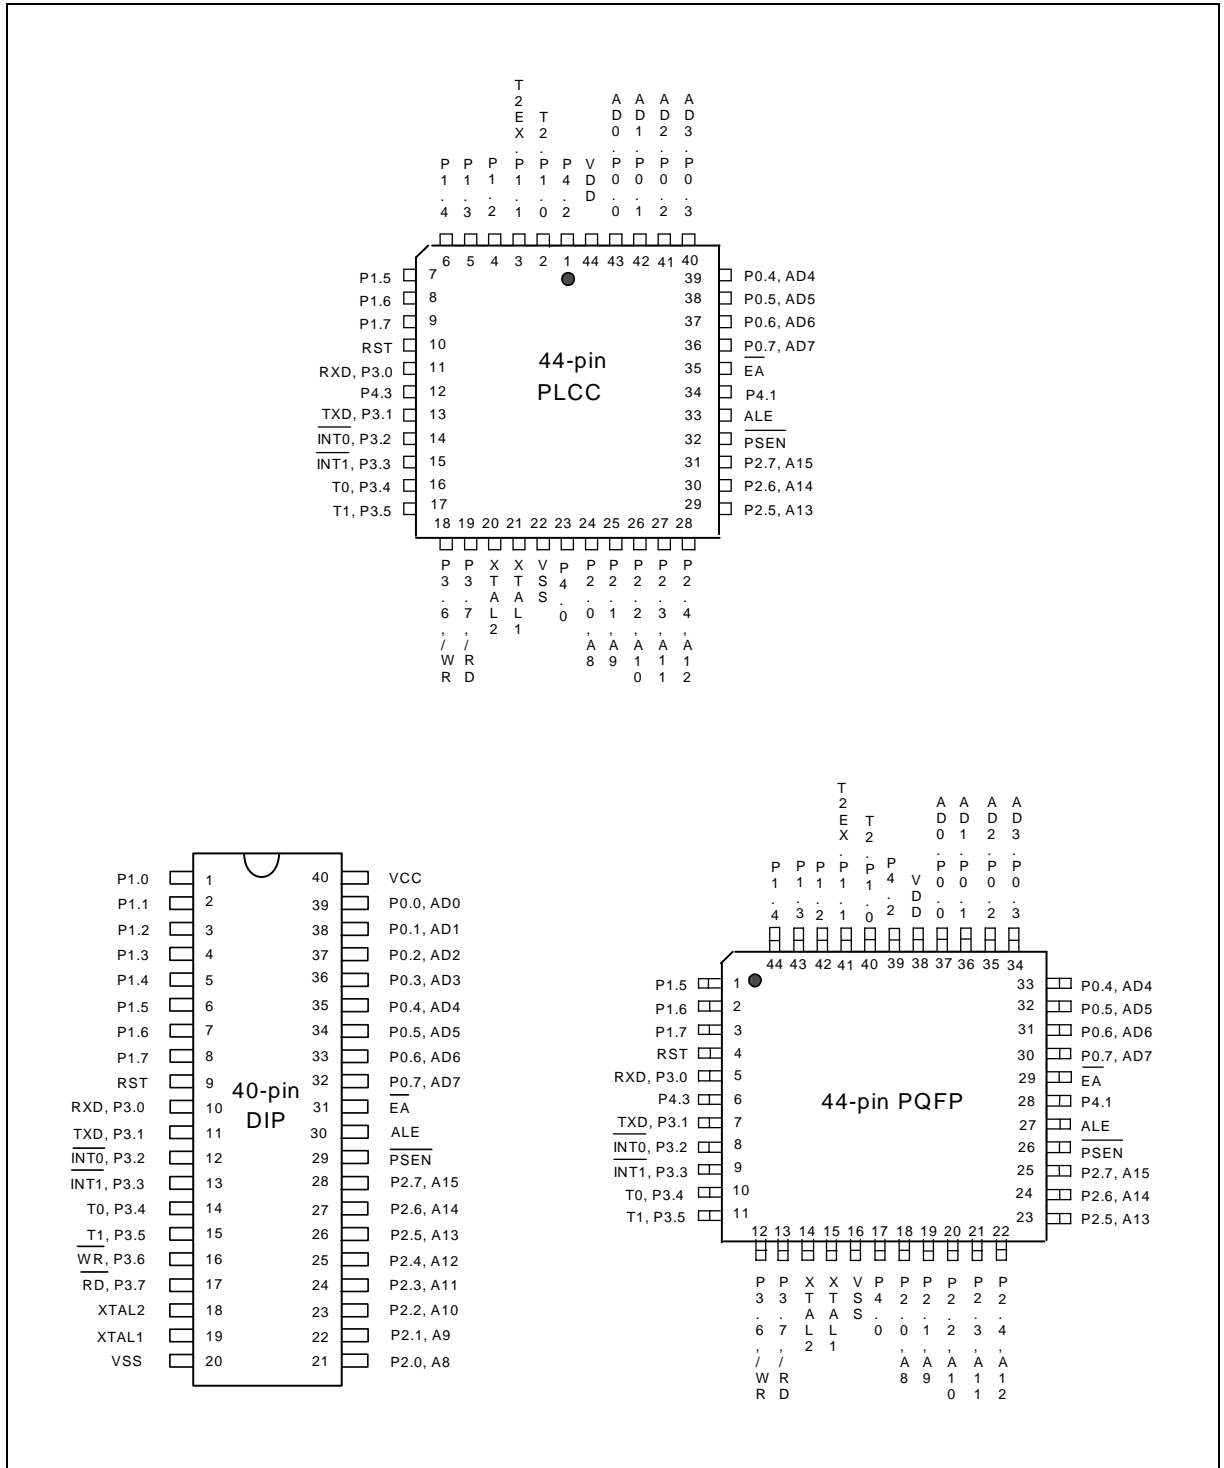 T2EX.P1.1
T2.P1.0
AD0.P0.0
AD1.P0.1
AD2.P0.2
AD3.P0.3
P1.4
P1.3
P1.2
P4.2
VDD
6 5 4 3 2 1 44 43 42 41 40
P1.5 7 39 P0.4, AD4
P1.6 8 38 P0.5, AD5
P1.7 9 37 P0.6, AD6
RST 10 36 P0.7, AD7
RXD, P3.0 11 35 EA
P4.3 12 34 P4.1
TXD, P3.1 13 33 ALE
INT0, P3.2 14 32 PSEN
INT1, P3.3 15 31 P2.7, A15
T0, P3.4 16 30 P2.6, A14
T1, P3.5 17 29 P2.5, A13
44-pin
PLCC
18 19 20 21 22 23 24 25 26 27 28
P3.6,/WR
P3.7,/RD
XTAL2
XTAL1
VSS
P4.0
P2.0,A8
P2.1,A9
P2.2,A10
P2.3,A11
P2.4,A12
P1.0 1 40 VCC
P1.1 2 39 P0.0, AD0
P1.2 3 38 P0.1, AD1
P1.3 4 37 P0.2, AD2
P1.4 5 36 P0.3, AD3
P1.5 6 35 P0.4, AD4
P1.6 7 34 P0.5, AD5
P1.7 8 33 P0.6, AD6
RST 9 32 P0.7, AD7
RXD, P3.0 10 31 EA
TXD, P3.1 11 30 ALE
INT0, P3.2 12 29 PSEN
INT1, P3.3 13 28 P2.7, A15
T0, P3.4 14 27 P2.6, A14
T1, P3.5 15 26 P2.5, A13
WR, P3.6 16 25 P2.4, A12
RD, P3.7 17 24 P2.3, A11
XTAL2 18 23 P2.2, A10
XTAL1 19 22 P2.1, A9
VSS 20 21 P2.0, A8
40-pin
DIP
P1.4
P1.3
P1.2
T2EX.P1.1
T2.P1.0
P4.2
VDD
AD0.P0.0
AD1.P0.1
AD2.P0.2
AD3.P0.3
44 43 42 41 40 39 38 37 36 35 34
P1.5 1 33 P0.4, AD4
P1.6 2 32 P0.5, AD5
P1.7 3 31 P0.6, AD6
RST 4 30 P0.7, AD7
RXD, P3.0 5 29 EA
P4.3 6 28 P4.1
TXD, P3.1 7 27 ALE
INT0, P3.2 8 26 PSEN
INT1, P3.3 9 25 P2.7, A15
T0, P3.4 10 24 P2.6, A14
T1, P3.5 11 23 P2.5, A13
44-pin PQFP
12 13 14 15 16 17 18 19 20 21 22
P3.6,/WR
P3.7,/RD
XTAL2
XTAL1
VSS
P4.0
P2.0,A8
P2.1,A9
P2.2,A10
P2.3,A11
P2.4,A12